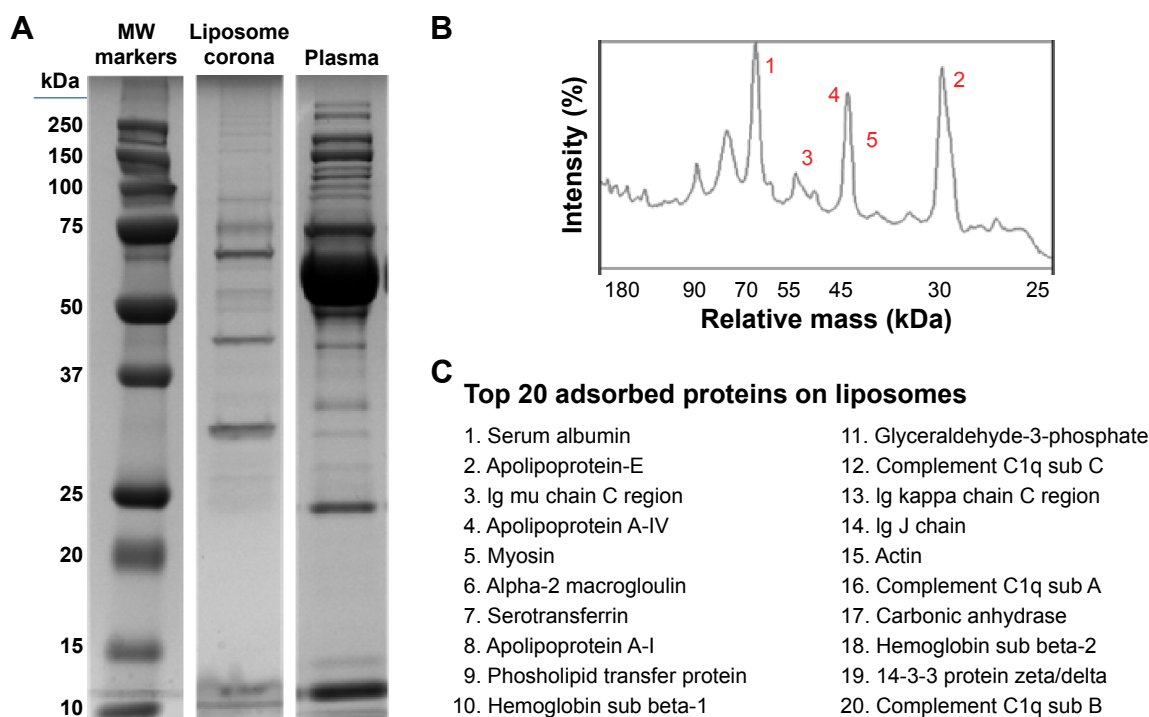 A
MW
markers
Liposome
corona
Plasma
kDa
250
150
100
75
50
37
25
20
15
10
B
Intensity (%)
1
2
3
4
5
180 90 70 55 45 30 25
Relative mass (kDa)
C
Top 20 adsorbed proteins on liposomes
1. Serum albumin
2. Apolipoprotein-E
3. Ig mu chain C region
4. Apolipoprotein A-IV
5. Myosin
6. Alpha-2 macrogloulin
7. Serotransferrin
8. Apolipoprotein A-I
9. Phosholipid transfer protein
10. Hemoglobin sub beta-1
11. Glyceraldehyde-3-phosphate
12. Complement C1q sub C
13. Ig kappa chain C region
14. Ig J chain
15. Actin
16. Complement C1q sub A
17. Carbonic anhydrase
18. Hemoglobin sub beta-2
19. 14-3-3 protein zeta/delta
20. Complement C1q sub B